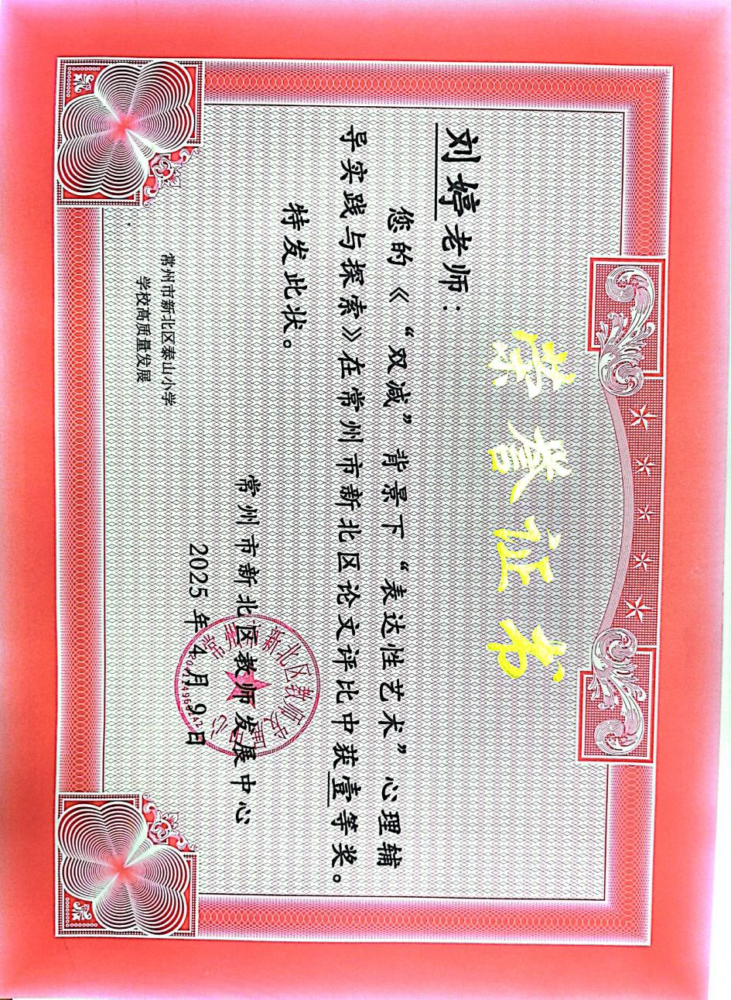 荣誉证书
刘婷老师：
您的《“双减”背景下“表达性艺术”心理辅
导实践与探索》在常州市新北区论文评比中获壹等奖。
特发此状。
常州市新北区教师发展中心
2025年4月9日
常州市新北区泰山小学
学校高质量发展